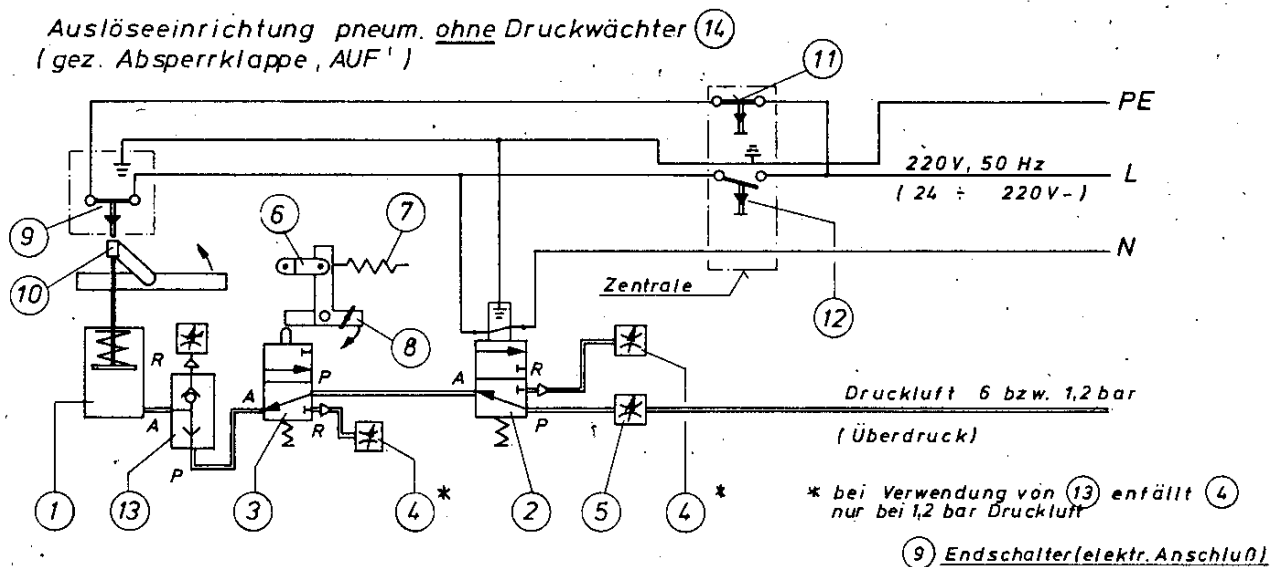 Auslöseeinrichtung pneum. ohne Druckwächter 14
(gez. Absperrklappe ‚AUF')
11
PE
220V, 50 Hz
L
(24 ÷ 220V-)
9
6
7
N
10
Zentrale
12
8
R
P
A
R
A
Druckluft 6 bzw. 1,2 bar
A
R
P
(Überdruck)
P
1
13
3
4 *
2
5
4 *
* bei Verwendung von 13 entällt 4
nur bei 1,2 bar Druckluft
9 Endschalter (elektr. Anschluß)